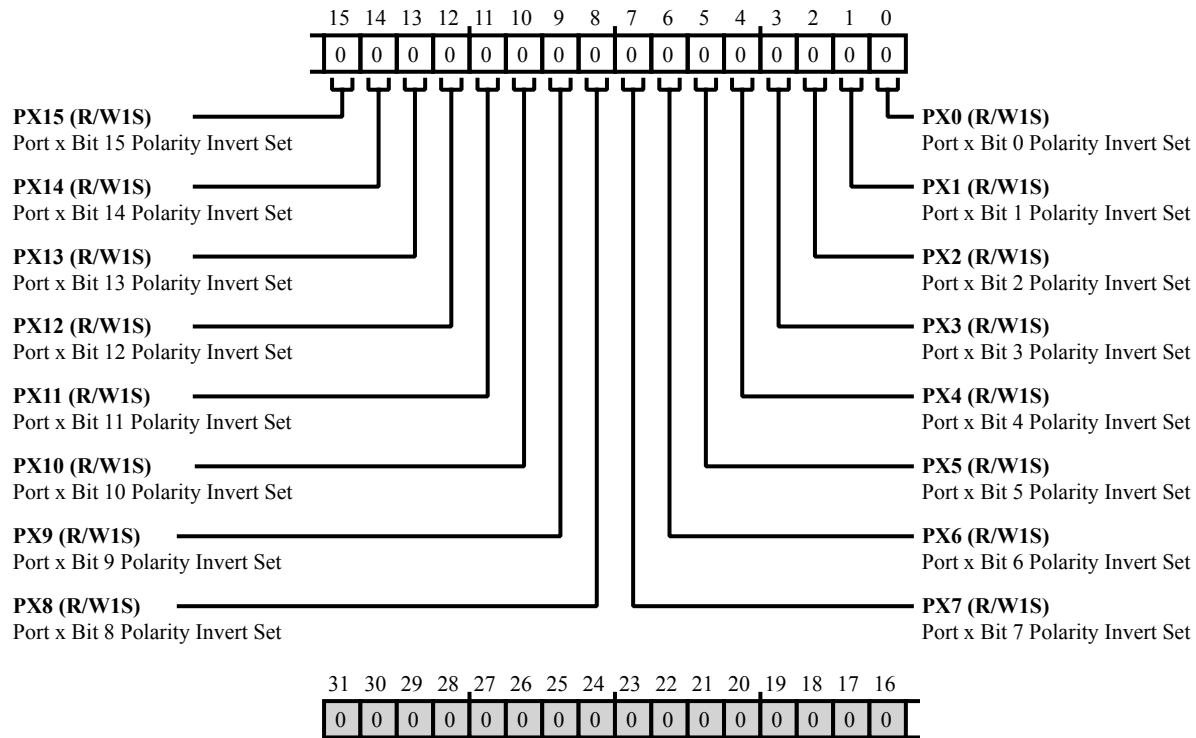 15 14 13 12 11 10 9 8 7 6 5 4 3 2 1 0
0 0 0 0 0 0 0 0 0 0 0 0 0 0 0 0
PX15 (R/W1S)
Port x Bit 15 Polarity Invert Set
PX14 (R/W1S)
Port x Bit 14 Polarity Invert Set
PX13 (R/W1S)
Port x Bit 13 Polarity Invert Set
PX12 (R/W1S)
Port x Bit 12 Polarity Invert Set
PX11 (R/W1S)
Port x Bit 11 Polarity Invert Set
PX10 (R/W1S)
Port x Bit 10 Polarity Invert Set
PX9 (R/W1S)
Port x Bit 9 Polarity Invert Set
PX8 (R/W1S)
Port x Bit 8 Polarity Invert Set
PX0 (R/W1S)
Port x Bit 0 Polarity Invert Set
PX1 (R/W1S)
Port x Bit 1 Polarity Invert Set
PX2 (R/W1S)
Port x Bit 2 Polarity Invert Set
PX3 (R/W1S)
Port x Bit 3 Polarity Invert Set
PX4 (R/W1S)
Port x Bit 4 Polarity Invert Set
PX5 (R/W1S)
Port x Bit 5 Polarity Invert Set
PX6 (R/W1S)
Port x Bit 6 Polarity Invert Set
PX7 (R/W1S)
Port x Bit 7 Polarity Invert Set
31 30 29 28 27 26 25 24 23 22 21 20 19 18 17 16
0 0 0 0 0 0 0 0 0 0 0 0 0 0 0 0